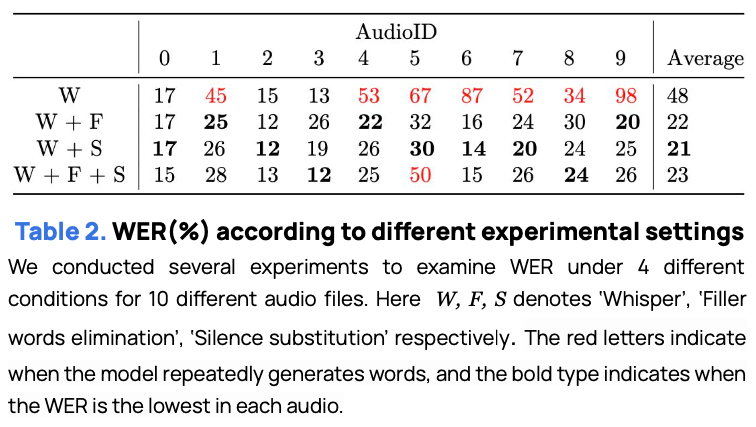 AudioID
0 1 2 3 4 5 6 7 8 9 Average
W 17 45 15 13 53 67 87 52 34 98 48
W + F 17 25 12 26 22 32 16 24 30 20 22
W + S 17 26 12 19 26 30 14 20 24 25 21
W + F + S 15 28 13 12 25 50 15 26 24 26 23
Table 2. WER(%) according to different experimental settings
We conducted several experiments to examine WER under 4 different
conditions for 10 different audio files. Here W, F, S denotes ‘Whisper’, ‘Filler
words elimination’, ‘Silence substitution’ respectively. The red letters indicate
when the model repeatedly generates words, and the bold type indicates when
the WER is the lowest in each audio.